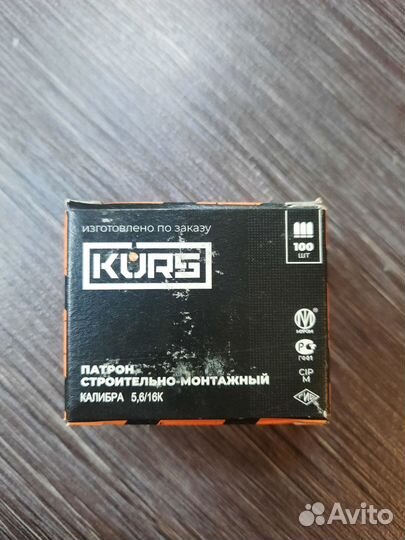 изготовлено по заказу
KURS
100
ШТ
ПАТРОН
СТРОИТЕЛЬНО-МОНТАЖНЫЙ
КАЛИБРА 5,6/16К
CIP
M
Avito